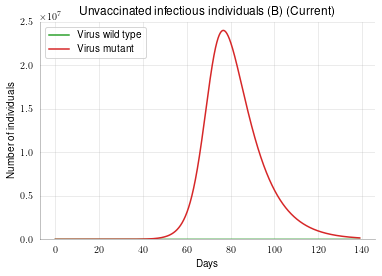 Unvaccinated infectious individuals (B) (Current)
×10⁷
Virus wild type
Virus mutant
2.5
2.0
1.5
1.0
0.5
0.0
Number of individuals
0 20 40 60 80 100 120 140
Days